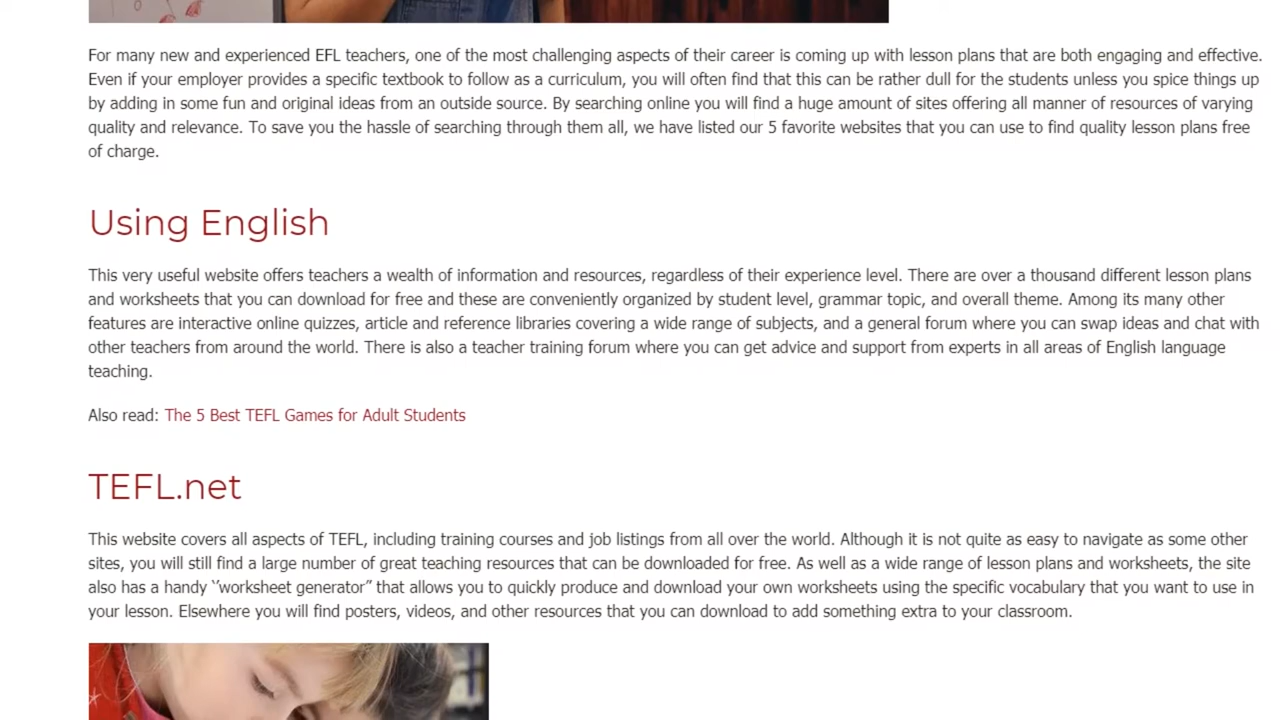 For many new and experienced EFL teachers, one of the most challenging aspects of their career is coming up with lesson plans that are both engaging and effective.
Even if your employer provides a specific textbook to follow as a curriculum, you will often find that this can be rather dull for the students unless you spice things up
by adding in some fun and original ideas from an outside source. By searching online you will find a huge amount of sites offering all manner of resources of varying
quality and relevance. To save you the hassle of searching through them all, we have listed our 5 favorite websites that you can use to find quality lesson plans free
of charge.
Using English
This very useful website offers teachers a wealth of information and resources, regardless of their experience level. There are over a thousand different lesson plans
and worksheets that you can download for free and these are conveniently organized by student level, grammar topic, and overall theme. Among its many other
features are interactive online quizzes, article and reference libraries covering a wide range of subjects, and a general forum where you can swap ideas and chat with
other teachers from around the world. There is also a teacher training forum where you can get advice and support from experts in all areas of English language
teaching.
Also read: The 5 Best TEFL Games for Adult Students
TEFL.net
This website covers all aspects of TEFL, including training courses and job listings from all over the world. Although it is not quite as easy to navigate as some other
sites, you will still find a large number of great teaching resources that can be downloaded for free. As well as a wide range of lesson plans and worksheets, the site
also has a handy ‵‵worksheet generator″ that allows you to quickly produce and download your own worksheets using the specific vocabulary that you want to use in
your lesson. Elsewhere you will find posters, videos, and other resources that you can download to add something extra to your classroom.